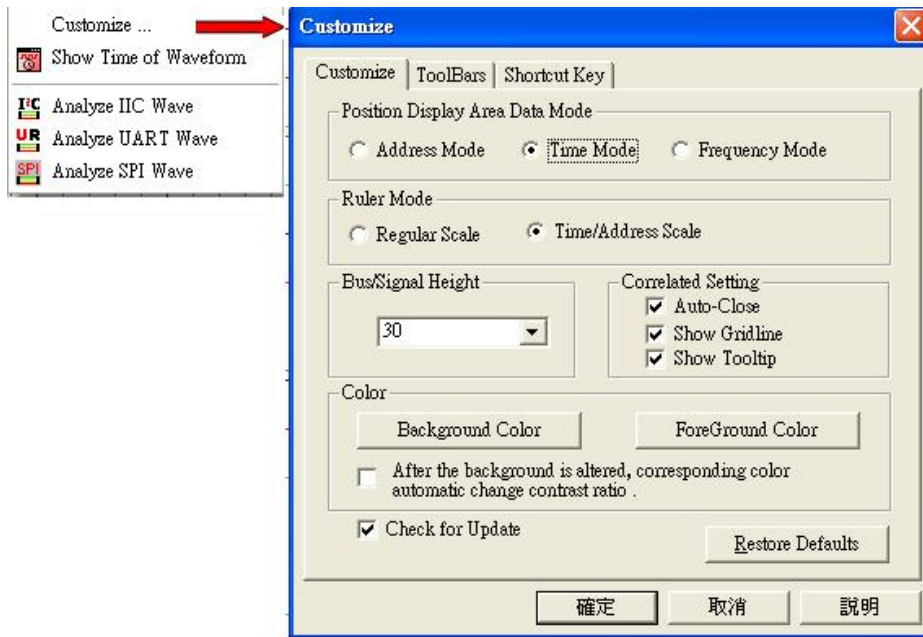 Customize ...
Show Time of Waveform
I²C Analyze IIC Wave
UR Analyze UART Wave
SPI Analyze SPI Wave
Customize
Customize ToolBars Shortcut Key
Position Display Area Data Mode
Address Mode Time Mode Frequency Mode
Ruler Mode
Regular Scale Time/Address Scale
Bus/Signal Height
30
Correlated Setting
Auto-Close
Show Gridline
Show Tooltip
Color
Background Color ForeGround Color
After the background is altered, corresponding color
automatic change contrast ratio .
Check for Update
Restore Defaults
確定 取消 說明